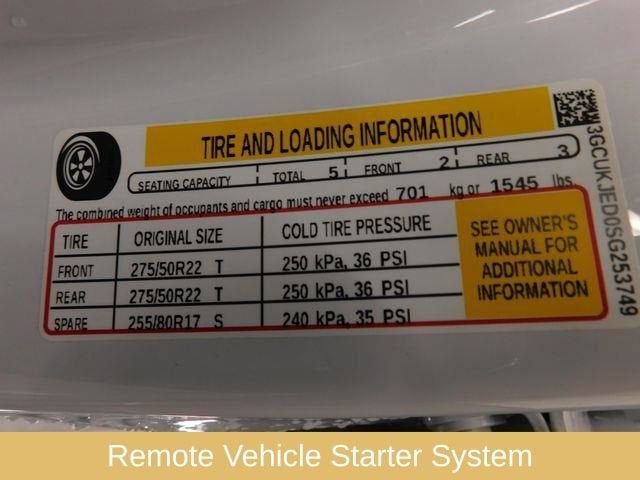 TIRE AND LOADING INFORMATION
SEATING CAPACITY TOTAL 5 FRONT 2 REAR 3
The combined weight of occupants and cargo must never exceed 701 kg or 1545 lbs.
TIRE ORIGINAL SIZE COLD TIRE PRESSURE
FRONT 275/50R22 T 250 kPa, 36 PSI
REAR 275/50R22 T 250 kPa, 36 PSI
SPARE 255/80R17 S 240 kPa, 35 PSI
SEE OWNER'S
MANUAL FOR
ADDITIONAL
INFORMATION
3GCUKJED0SG253749
Remote Vehicle Starter System